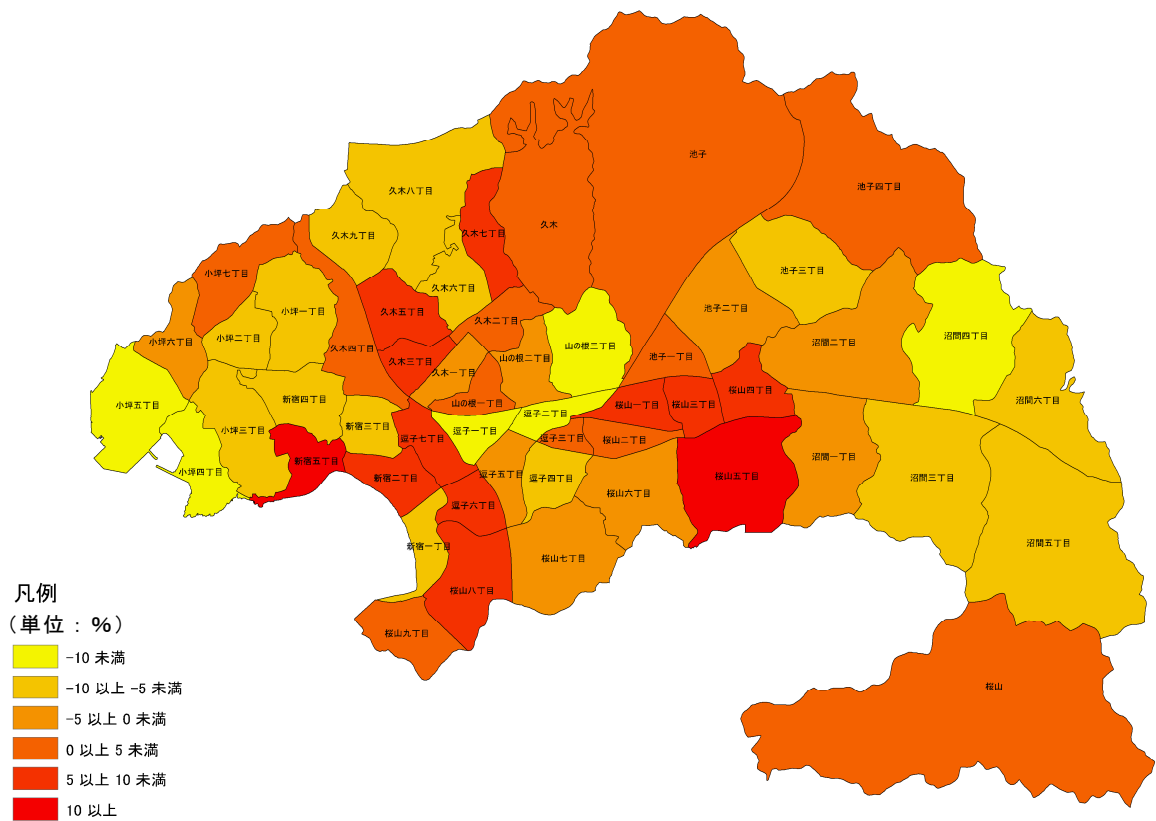 池子
池子四丁目
久木八丁目
久木
久木七丁目
久木九丁目
池子三丁目
小坪七丁目
久木六丁目
池子二丁目
小坪一丁目
久木五丁目
久木二丁目
小坪二丁目
小坪六丁目
沼間四丁目
沼間二丁目
山の根三丁目
久木四丁目
山の根二丁目
池子一丁目
久木三丁目
久木一丁目
桜山四丁目
新宿四丁目
沼間六丁目
山の根一丁目
桜山一丁目
桜山三丁目
小坪五丁目
逗子二丁目
新宿三丁目
小坪三丁目
逗子一丁目
逗子七丁目
逗子三丁目
桜山二丁目
沼間一丁目
新宿五丁目
小坪四丁目
逗子五丁目
新宿二丁目
逗子四丁目
桜山五丁目
沼間三丁目
桜山六丁目
逗子六丁目
沼間五丁目
新宿一丁目
桜山七丁目
桜山八丁目
桜山九丁目
桜山
凡例
（単位：％）
-10 未満
-10 以上 -5 未満
-5 以上 0 未満
0 以上 5 未満
5 以上 10 未満
10 以上